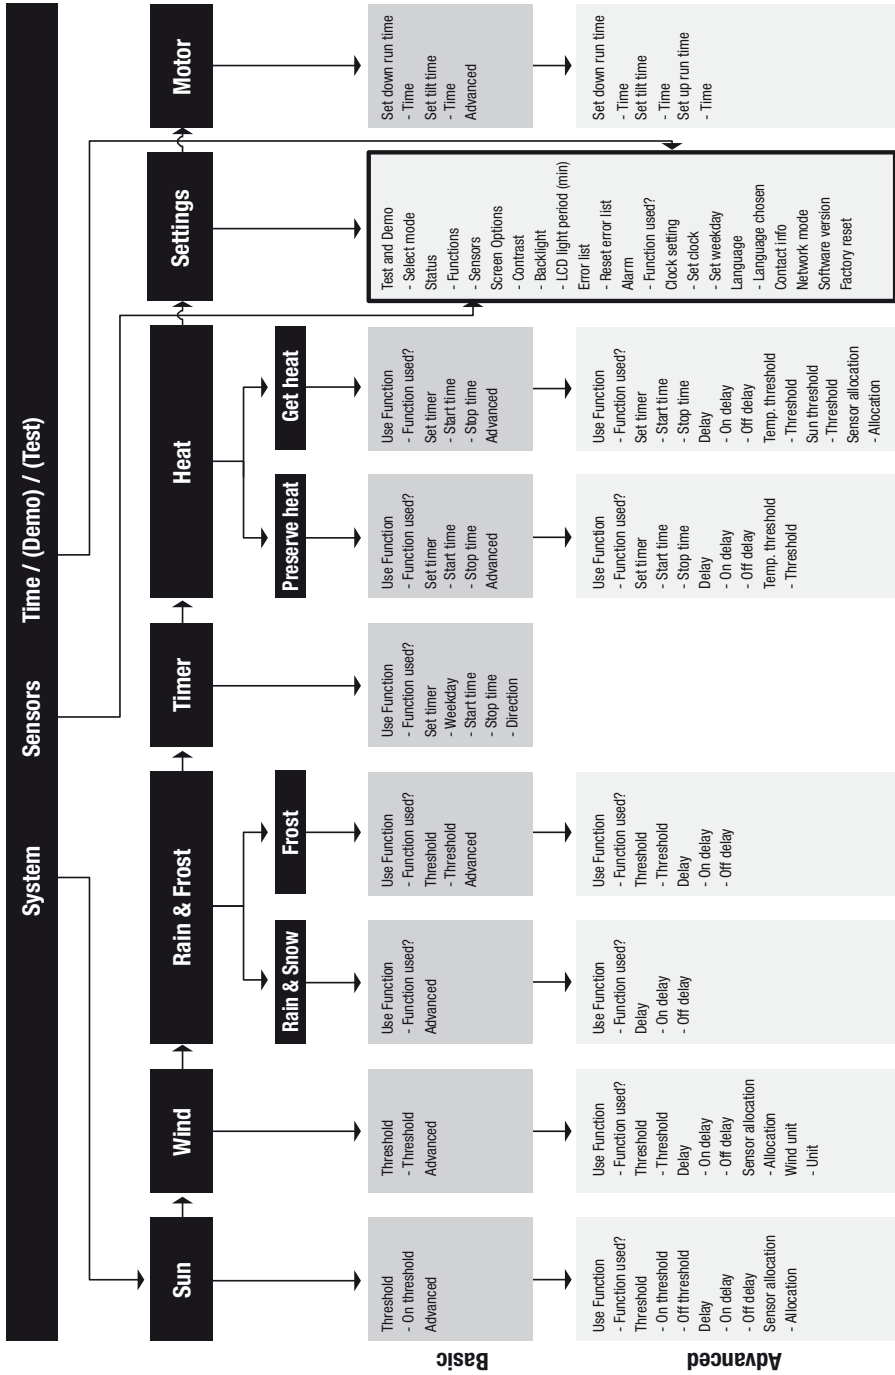 System
Sensors
Time / (Demo) / (Test)
Sun
Wind
Rain & Frost
Timer
Heat
Settings
Motor
Rain & Snow
Frost
Preserve heat
Get heat
Basic
Threshold
- On threshold
Advanced
Threshold
- Threshold
Advanced
Use Function
- Function used?
Advanced
Use Function
- Function used?
Threshold
- Threshold
Advanced
Use Function
- Function used?
Set timer
- Weekday
- Start time
- Stop time
- Direction
Use Function
- Function used?
Set timer
- Start time
- Stop time
Advanced
Use Function
- Function used?
Set timer
- Start time
- Stop time
Advanced
Test and Demo
- Select mode
Status
- Functions
- Sensors
Screen Options
- Contrast
- Backlight
- LCD light period (min)
Error list
- Reset error list
Alarm
- Function used?
Clock setting
- Set clock
- Set weekday
Language
- Language chosen
Contact info
Network mode
Software version
Factory reset
Set down run time
- Time
Set tilt time
- Time
Advanced
Advanced
Use Function
- Function used?
Threshold
- On threshold
- Off threshold
Delay
- On delay
- Off delay
Sensor allocation
- Allocation
Use Function
- Function used?
Threshold
- Threshold
Delay
- On delay
- Off delay
Sensor allocation
- Allocation
Wind unit
- Unit
Use Function
- Function used?
Delay
- On delay
- Off delay
Use Function
- Function used?
Threshold
- Threshold
Delay
- On delay
- Off delay
Use Function
- Function used?
Set timer
- Start time
- Stop time
Delay
- On delay
- Off delay
Temp. threshold
- Threshold
Use Function
- Function used?
Set timer
- Start time
- Stop time
Delay
- On delay
- Off delay
Temp. threshold
- Threshold
Sun threshold
- Threshold
Sensor allocation
- Allocation
Set down run time
- Time
Set tilt time
- Time
Set up run time
- Time